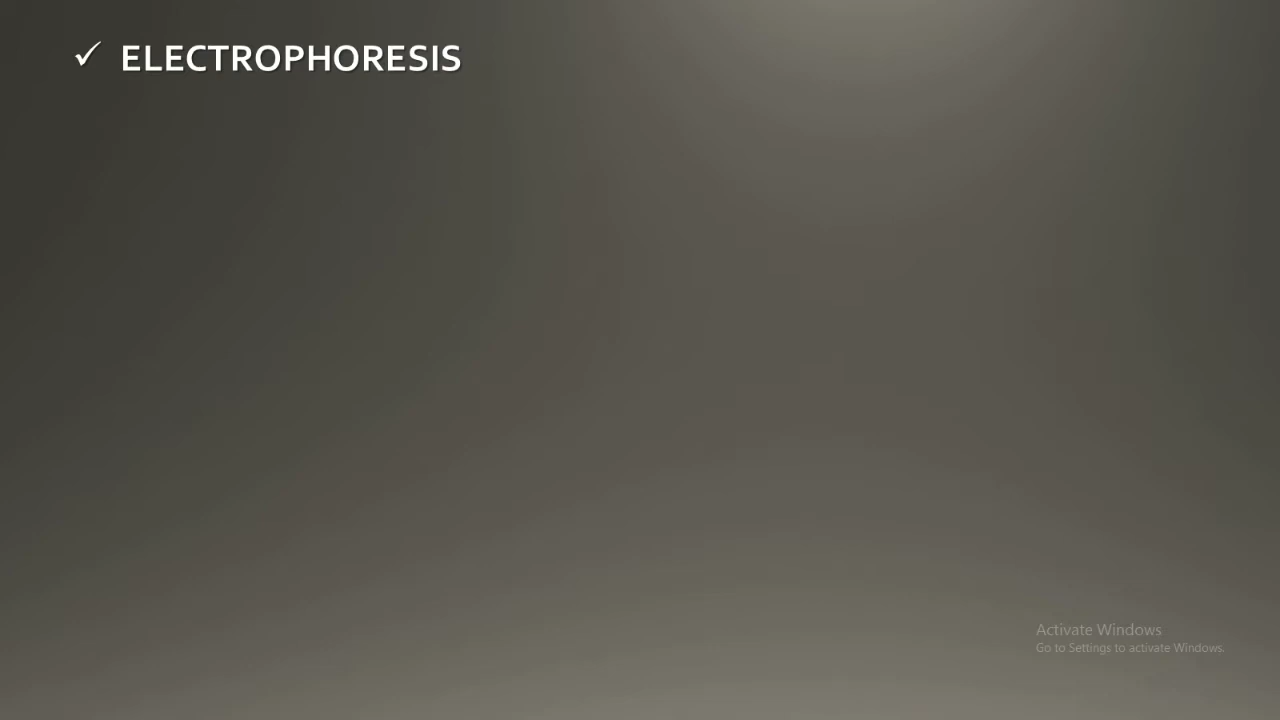 ✓ ELECTROPHORESIS
Activate Windows
Go to Settings to activate Windows.